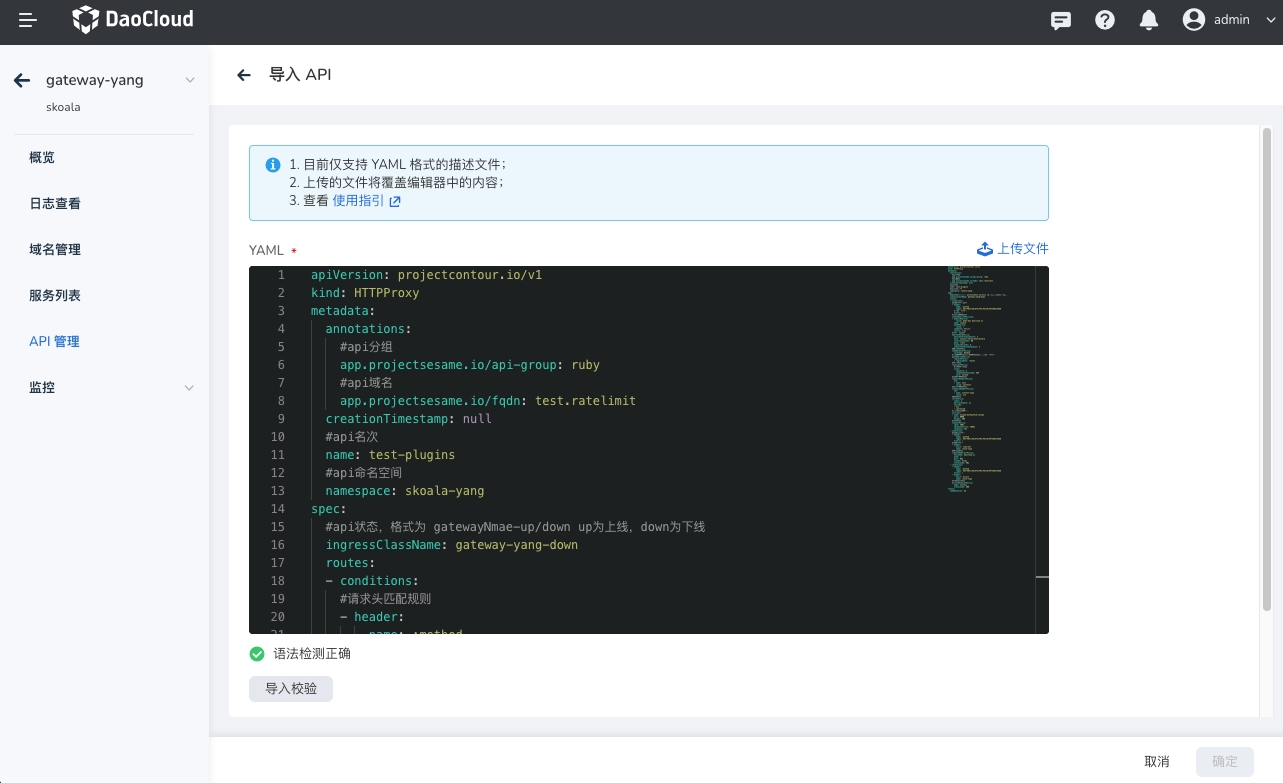 DaoCloud
admin
gateway-yang
skoala
概览
日志查看
域名管理
服务列表
API 管理
监控
导入 API
1. 目前仅支持 YAML 格式的描述文件；
2. 上传的文件将覆盖编辑器中的内容；
3. 查看 使用指引
YAML *
上传文件
1 apiVersion: projectcontour.io/v1
2 kind: HTTPProxy
3 metadata:
4 annotations:
5 #api分组
6 app.projectsesame.io/api-group: ruby
7 #api域名
8 app.projectsesame.io/fqdn: test.ratelimit
9 creationTimestamp: null
10 #api名次
11 name: test-plugins
12 #api命名空间
13 namespace: skoala-yang
14 spec:
15 #api状态，格式为 gatewayNmae-up/down up为上线，down为下线
16 ingressClassName: gateway-yang-down
17 routes:
18 - conditions:
19 #请求头匹配规则
20 - header:
21 name: :method
语法检测正确
导入校验
取消
确定